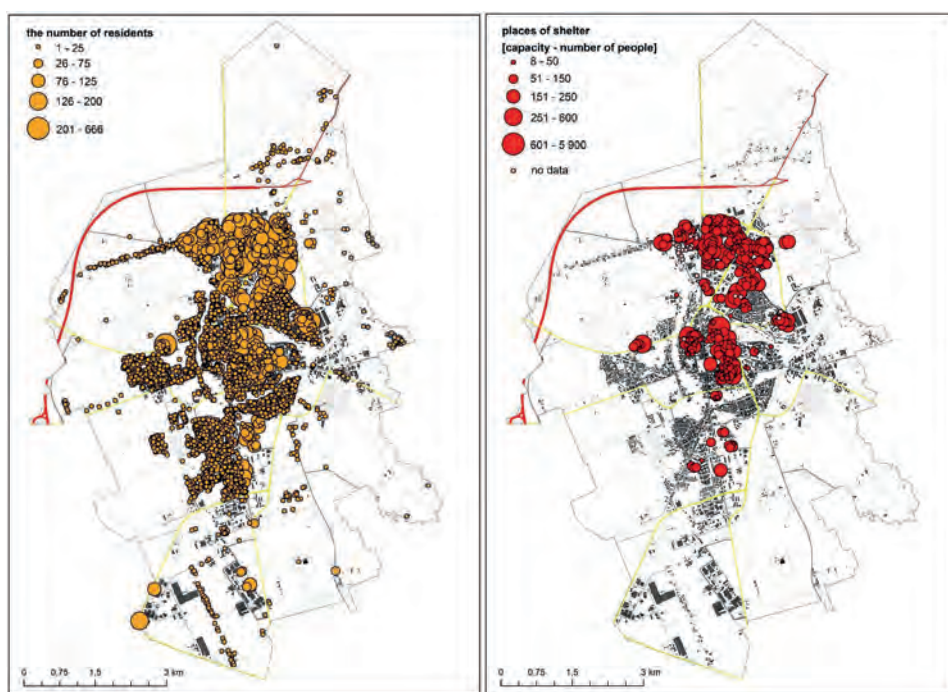 the number of residents
1 - 25
26 - 75
76 - 125
126 - 200
201 - 666
0 0,75 1,5 3 km
places of shelter
[capacity - number of people]
8 - 50
51 - 150
151 - 250
251 - 600
601 - 5 900
no data
0 0,75 1,5 3 km